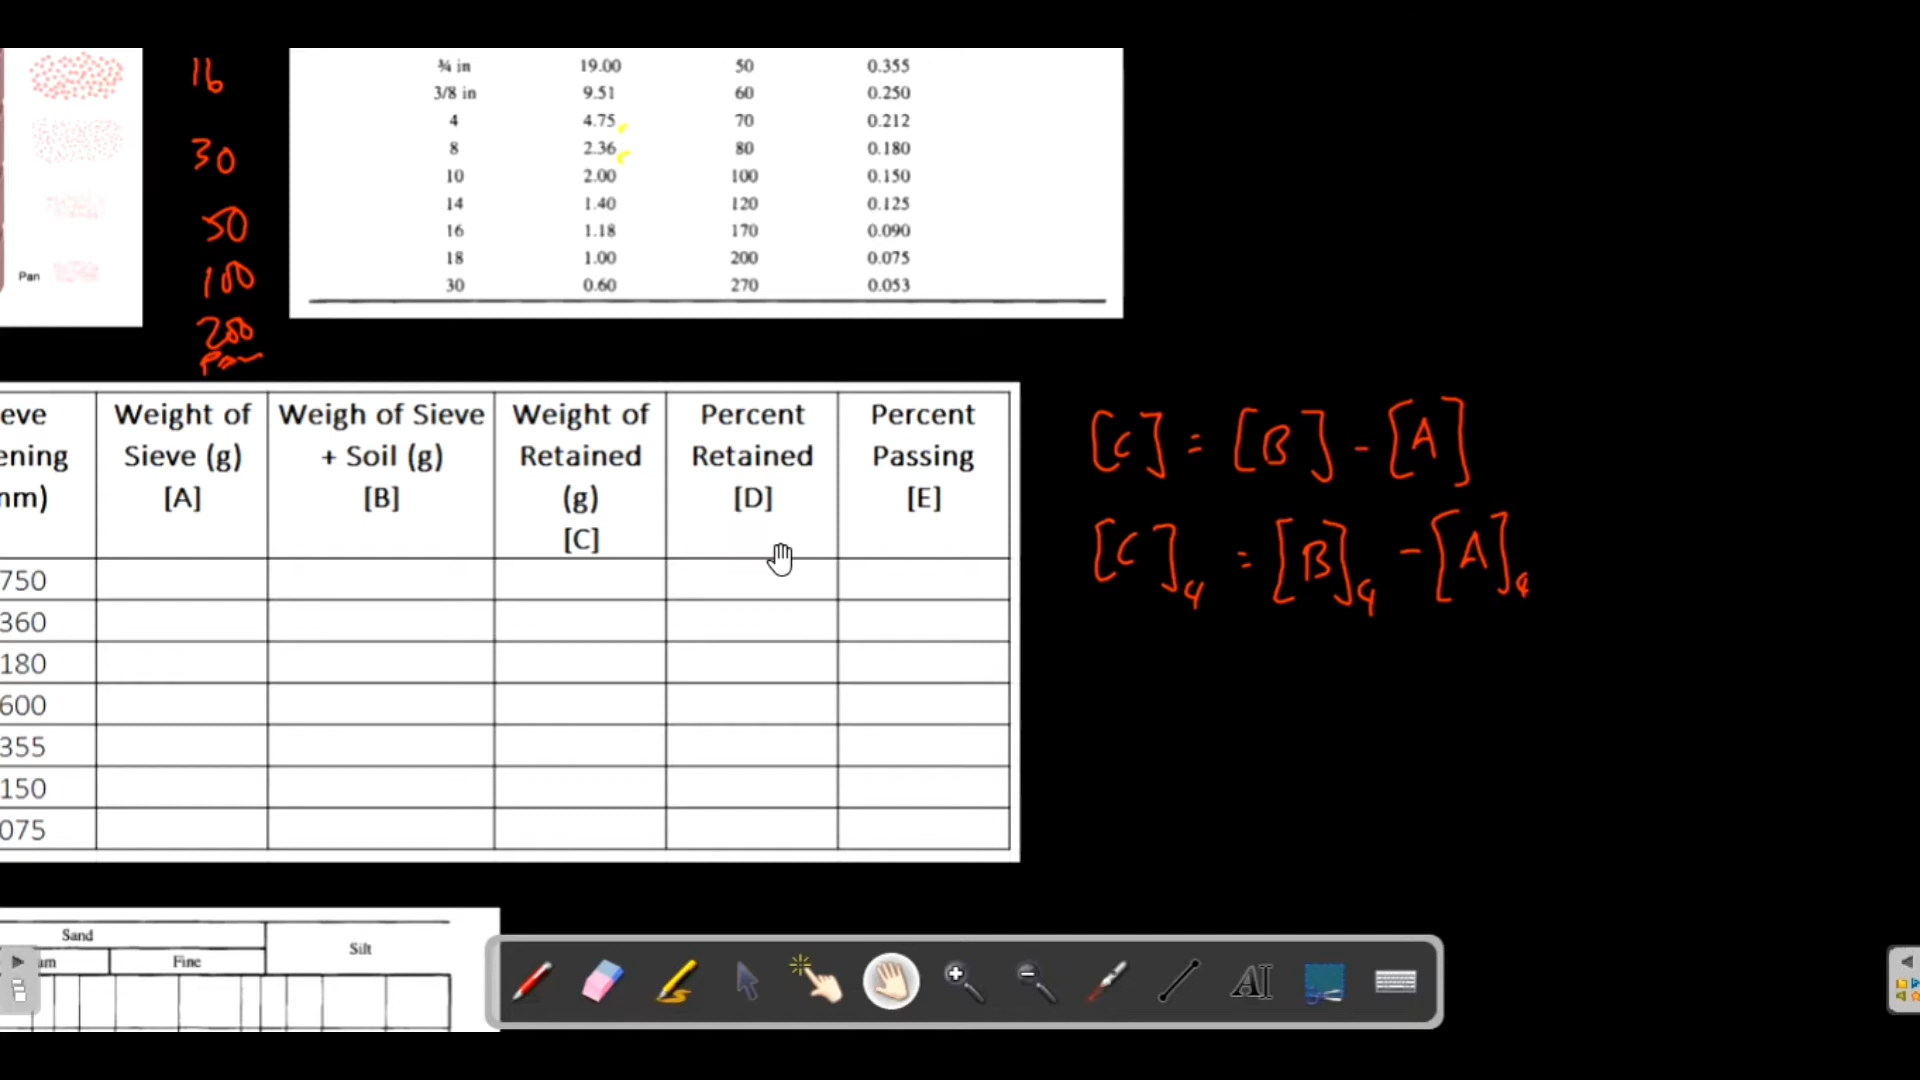 16
30
50
100
200
Pan
Pan
¾ in 19.00 50 0.355
3/8 in 9.51 60 0.250
4 4.75 70 0.212
8 2.36 80 0.180
10 2.00 100 0.150
14 1.40 120 0.125
16 1.18 170 0.090
18 1.00 200 0.075
30 0.60 270 0.053
eve Weight of Weigh of Sieve Weight of Percent Percent
ening Sieve (g) + Soil (g) Retained Retained Passing
nm) [A] [B] (g) [D] [E]
[C]
750
360
180
600
355
150
075
[C] = [B] - [A]
[C]4 = [B]4 - [A]4
Sand
Silt
um Fine
AI